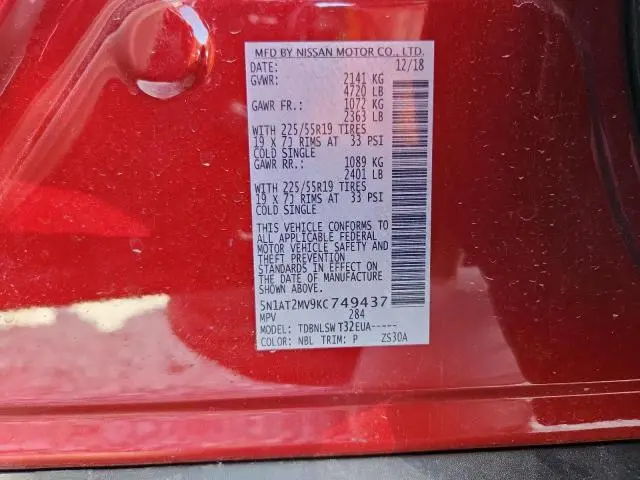 MFD BY NISSAN MOTOR CO., LTD.
DATE: 12/18
GVWR: 2141 KG
4720 LB
GAWR FR.: 1072 KG
2363 LB
WITH 225/55R19 TIRES
19 X 7J RIMS AT 33 PSI
COLD SINGLE
GAWR RR.: 1089 KG
2401 LB
WITH 225/55R19 TIRES
19 X 7J RIMS AT 33 PSI
COLD SINGLE
THIS VEHICLE CONFORMS TO
ALL APPLICABLE FEDERAL
MOTOR VEHICLE SAFETY AND
THEFT PREVENTION
STANDARDS IN EFFECT ON
THE DATE OF MANUFACTURE
SHOWN ABOVE.
5N1AT2MV9KC749437
MPV 284
MODEL: TDBNLSW T32EUA-----
COLOR: NBL TRIM: P ZS30A